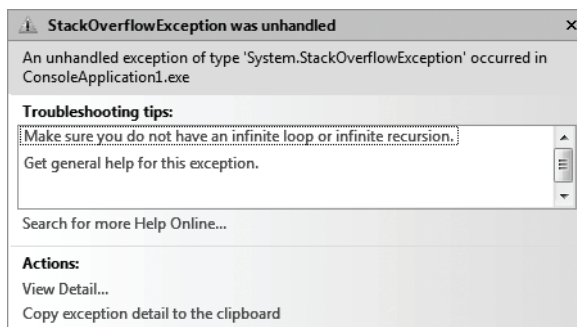 StackOverflowException was unhandled
An unhandled exception of type 'System.StackOverflowException' occurred in
ConsoleApplication1.exe
Troubleshooting tips:
Make sure you do not have an infinite loop or infinite recursion.
Get general help for this exception.
Search for more Help Online...
Actions:
View Detail...
Copy exception detail to the clipboard